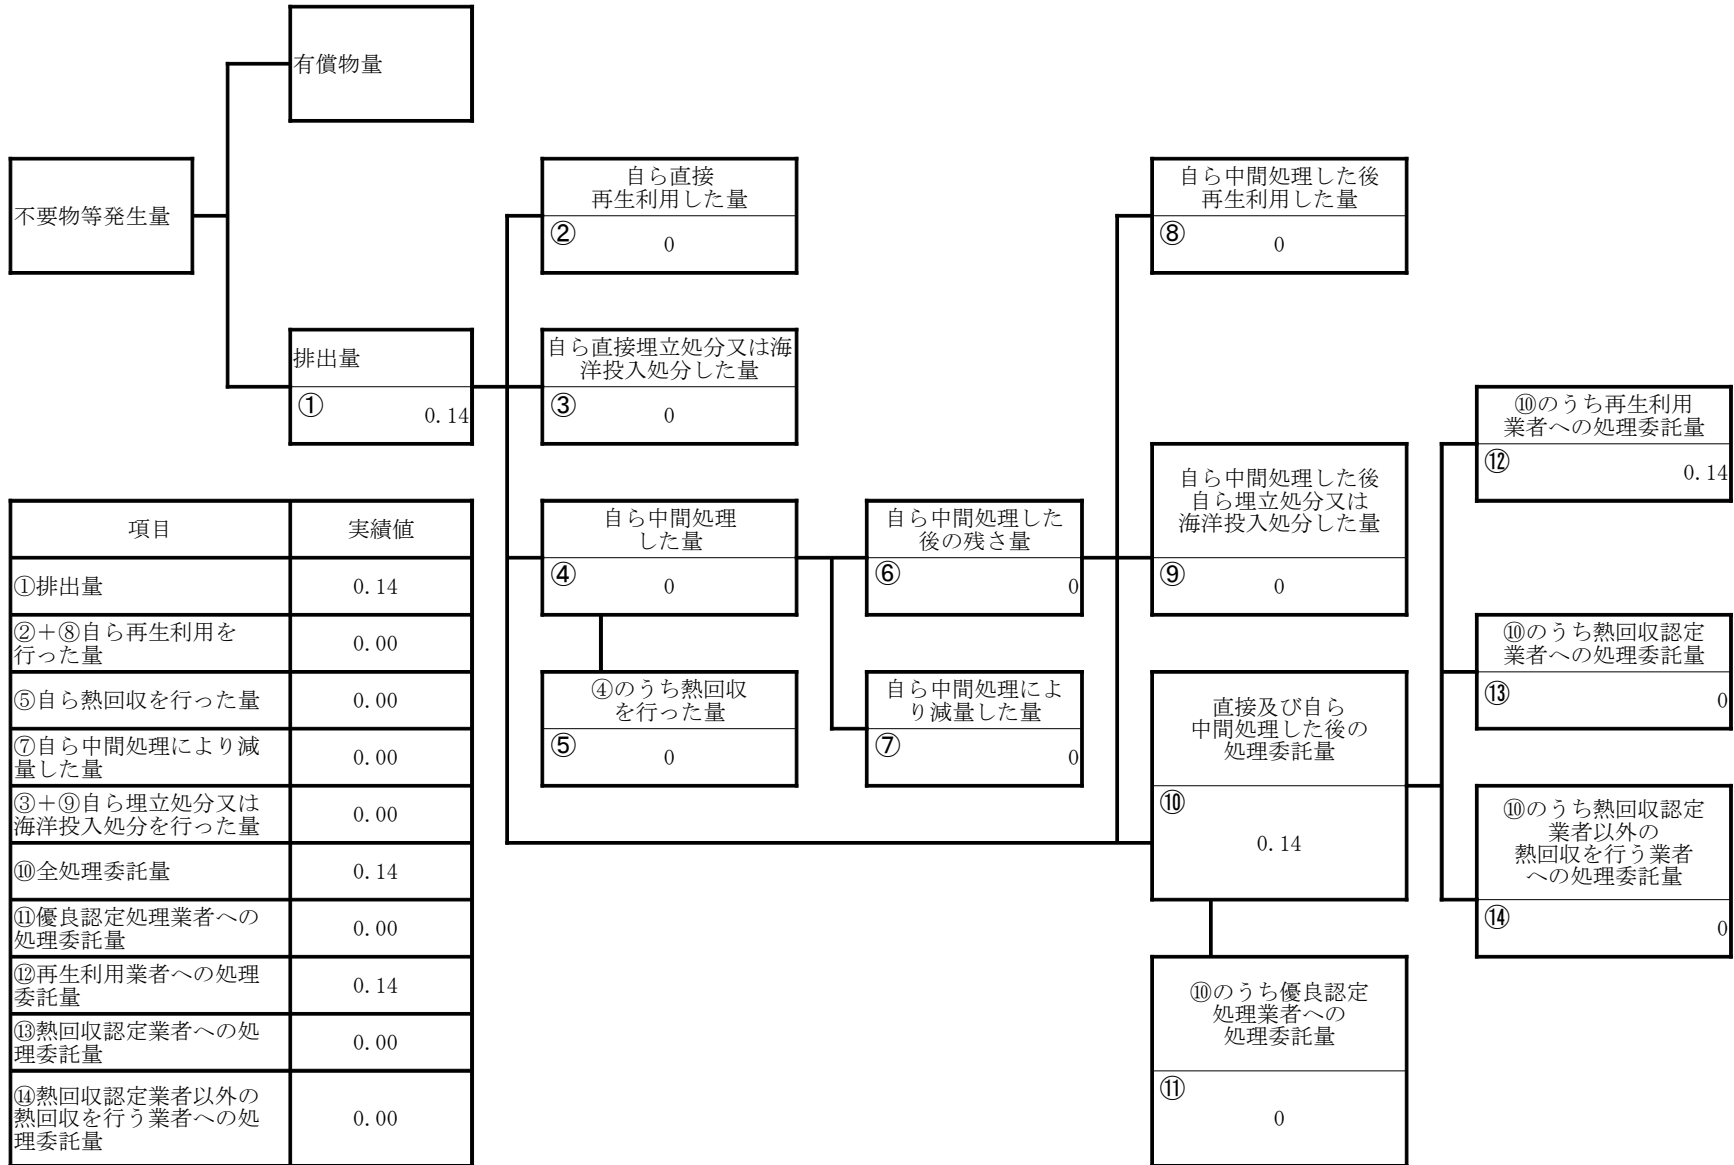 有償物量
不要物等発生量
自ら直接
再生利用した量
②
0
自ら中間処理した後
再生利用した量
⑧
0
排出量
①
0.14
自ら直接埋立処分又は海
洋投入処分した量
③
0
⑩のうち再生利用
業者への処理委託量
⑫
0.14
自ら中間処理
した量
④
0
自ら中間処理した
後の残さ量
⑥
0
自ら中間処理した後
自ら埋立処分又は
海洋投入処分した量
⑨
0
⑩のうち熱回収認定
業者への処理委託量
⑬
0
④のうち熱回収
を行った量
⑤
0
自ら中間処理によ
り減量した量
⑦
0
直接及び自ら
中間処理した後の
処理委託量
⑩
0.14
⑩のうち熱回収認定
業者以外の
熱回収を行う業者
への処理委託量
⑭
0
⑩のうち優良認定
処理業者への
処理委託量
⑪
0
項目
実績値
①排出量
0.14
②＋⑧自ら再生利用を
行った量
0.00
⑤自ら熱回収を行った量
0.00
⑦自ら中間処理により減
量した量
0.00
③＋⑨自ら埋立処分又は
海洋投入処分を行った量
0.00
⑩全処理委託量
0.14
⑪優良認定処理業者への
処理委託量
0.00
⑫再生利用業者への処理
委託量
0.14
⑬熱回収認定業者への処
理委託量
0.00
⑭熱回収認定業者以外の
熱回収を行う業者への処
理委託量
0.00